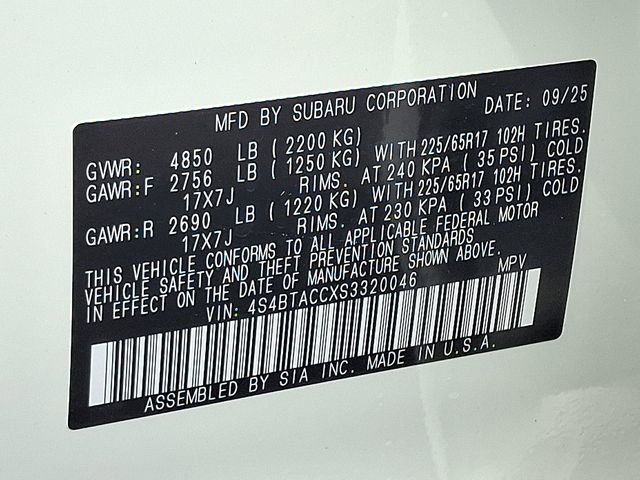 MFD BY SUBARU CORPORATION DATE: 09/25
GVWR: 4850 LB (2200 KG)
GAWR:F 2756 LB (1250 KG) WITH 225/65R17 102H TIRES.
17X7J RIMS. AT 240 KPA (35 PSI) COLD
GAWR:R 2690 LB (1220 KG) WITH 225/65R17 102H TIRES.
17X7J RIMS. AT 230 KPA (33 PSI) COLD
THIS VEHICLE CONFORMS TO ALL APPLICABLE FEDERAL MOTOR
VEHICLE SAFETY AND THEFT PREVENTION STANDARDS
IN EFFECT ON THE DATE OF MANUFACTURE SHOWN ABOVE.
VIN: 4S4BTACCXS3320046 MPV
ASSEMBLED BY SIA INC. MADE IN U.S.A.